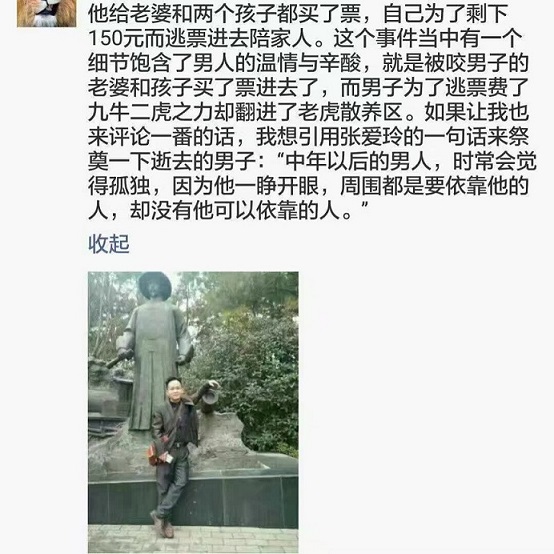 他给老婆和两个孩子都买了票，自己为了剩下
150元而逃票进去陪家人。这个事件当中有一个
细节饱含了男人的温情与辛酸，就是被咬男子的
老婆和孩子买了票进去了，而男子为了逃票费了
九牛二虎之力却翻进了老虎散养区。如果让我也
来评论一番的话，我想引用张爱玲的一句话来祭
奠一下逝去的男子：“中年以后的男人，时常会觉
得孤独，因为他一睁开眼，周围都是要依靠他的
人，却没有他可以依靠的人。”
收起